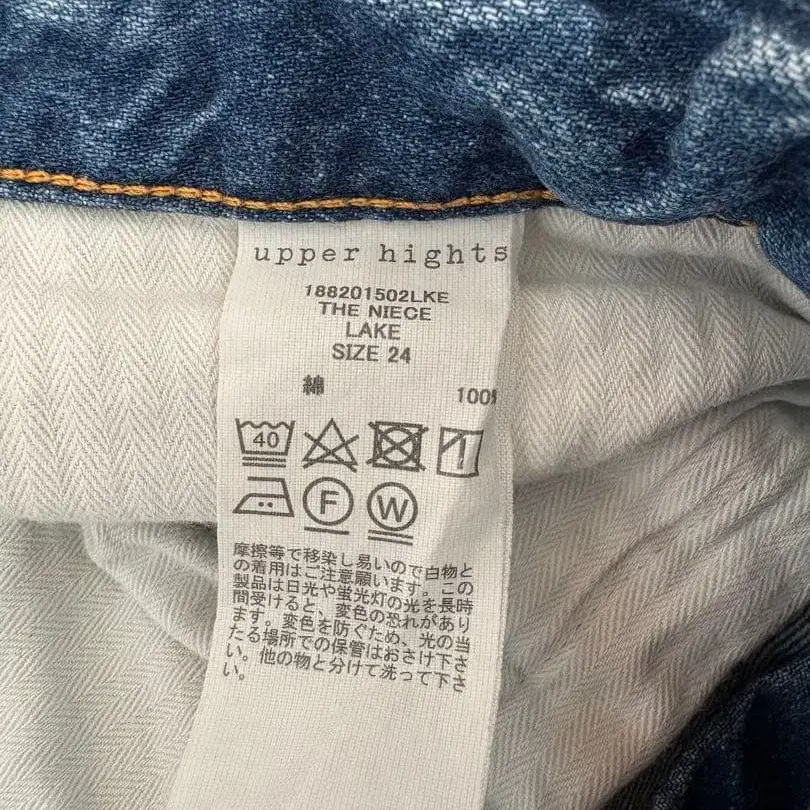 upper hights
188201502LKE
THE NIECE
LAKE
SIZE 24
綿 100%
40
F
W
摩擦等で移染し易いので白物と
の着用はご注意願います。この
製品は日光や蛍光灯の光を長時
間受けると、変色の恐れがあり
ます。変色を防ぐため、光の当
たる場所での保管はおさけ下さ
い。他の物と分けて洗って下さ
い。